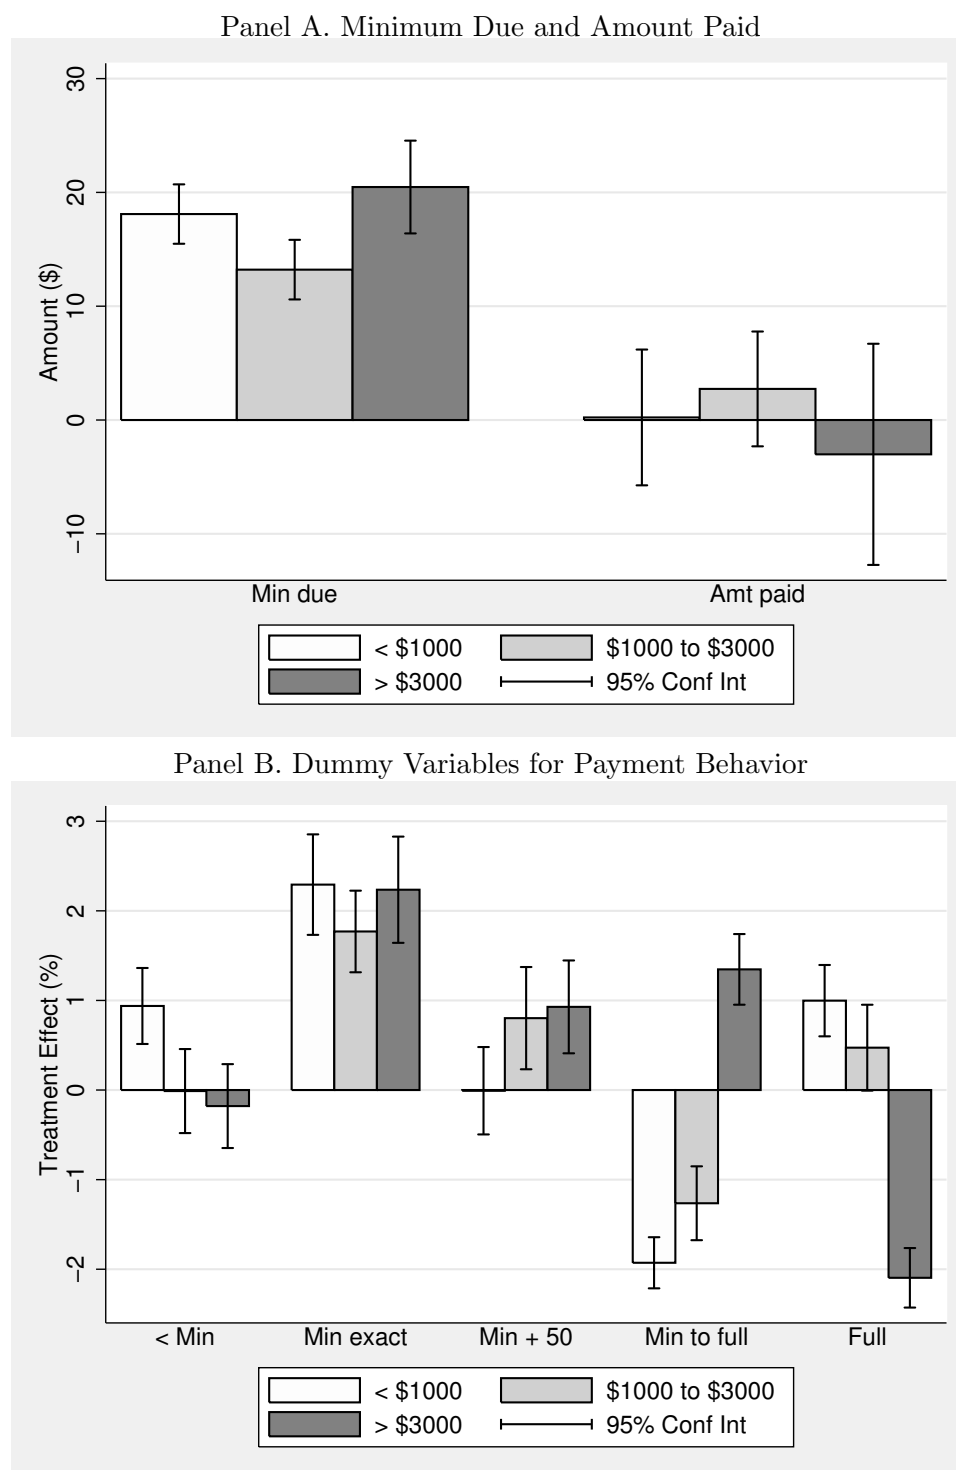 Panel A. Minimum Due and Amount Paid
30
20
10
0
−10
Amount ($)
Min due
Amt paid
< $1000
$1000 to $3000
> $3000
95% Conf Int
Panel B. Dummy Variables for Payment Behavior
3
2
1
0
−1
−2
Treatment Effect (%)
< Min
Min exact
Min + 50
Min to full
Full
< $1000
$1000 to $3000
> $3000
95% Conf Int